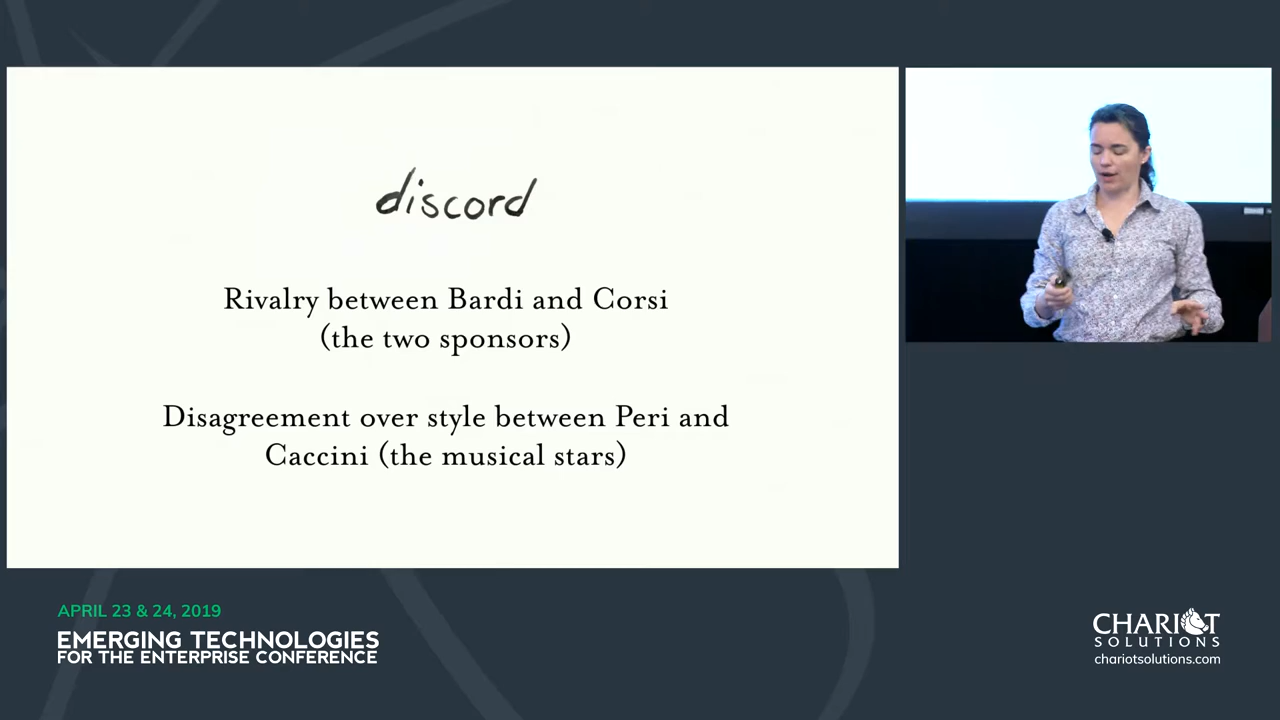 discord
Rivalry between Bardi and Corsi
(the two sponsors)
Disagreement over style between Peri and
Caccini (the musical stars)
APRIL 23 & 24, 2019
EMERGING TECHNOLOGIES
FOR THE ENTERPRISE CONFERENCE
CHARIOT
SOLUTIONS
chariotsolutions.com